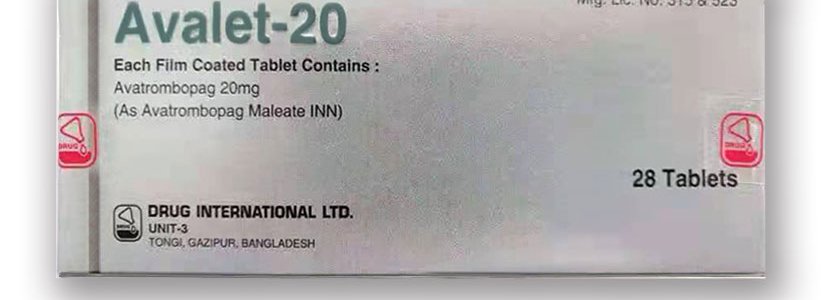 Mfg. Lic. No. 315 & 523
Avalet-20
Each Film Coated Tablet Contains :
Avatrombopag 20mg
(As Avatrombopag Maleate INN)
DRUG
DRUG
28 Tablets
DRUG INTERNATIONAL LTD.
UNIT-3
TONGI, GAZIPUR, BANGLADESH